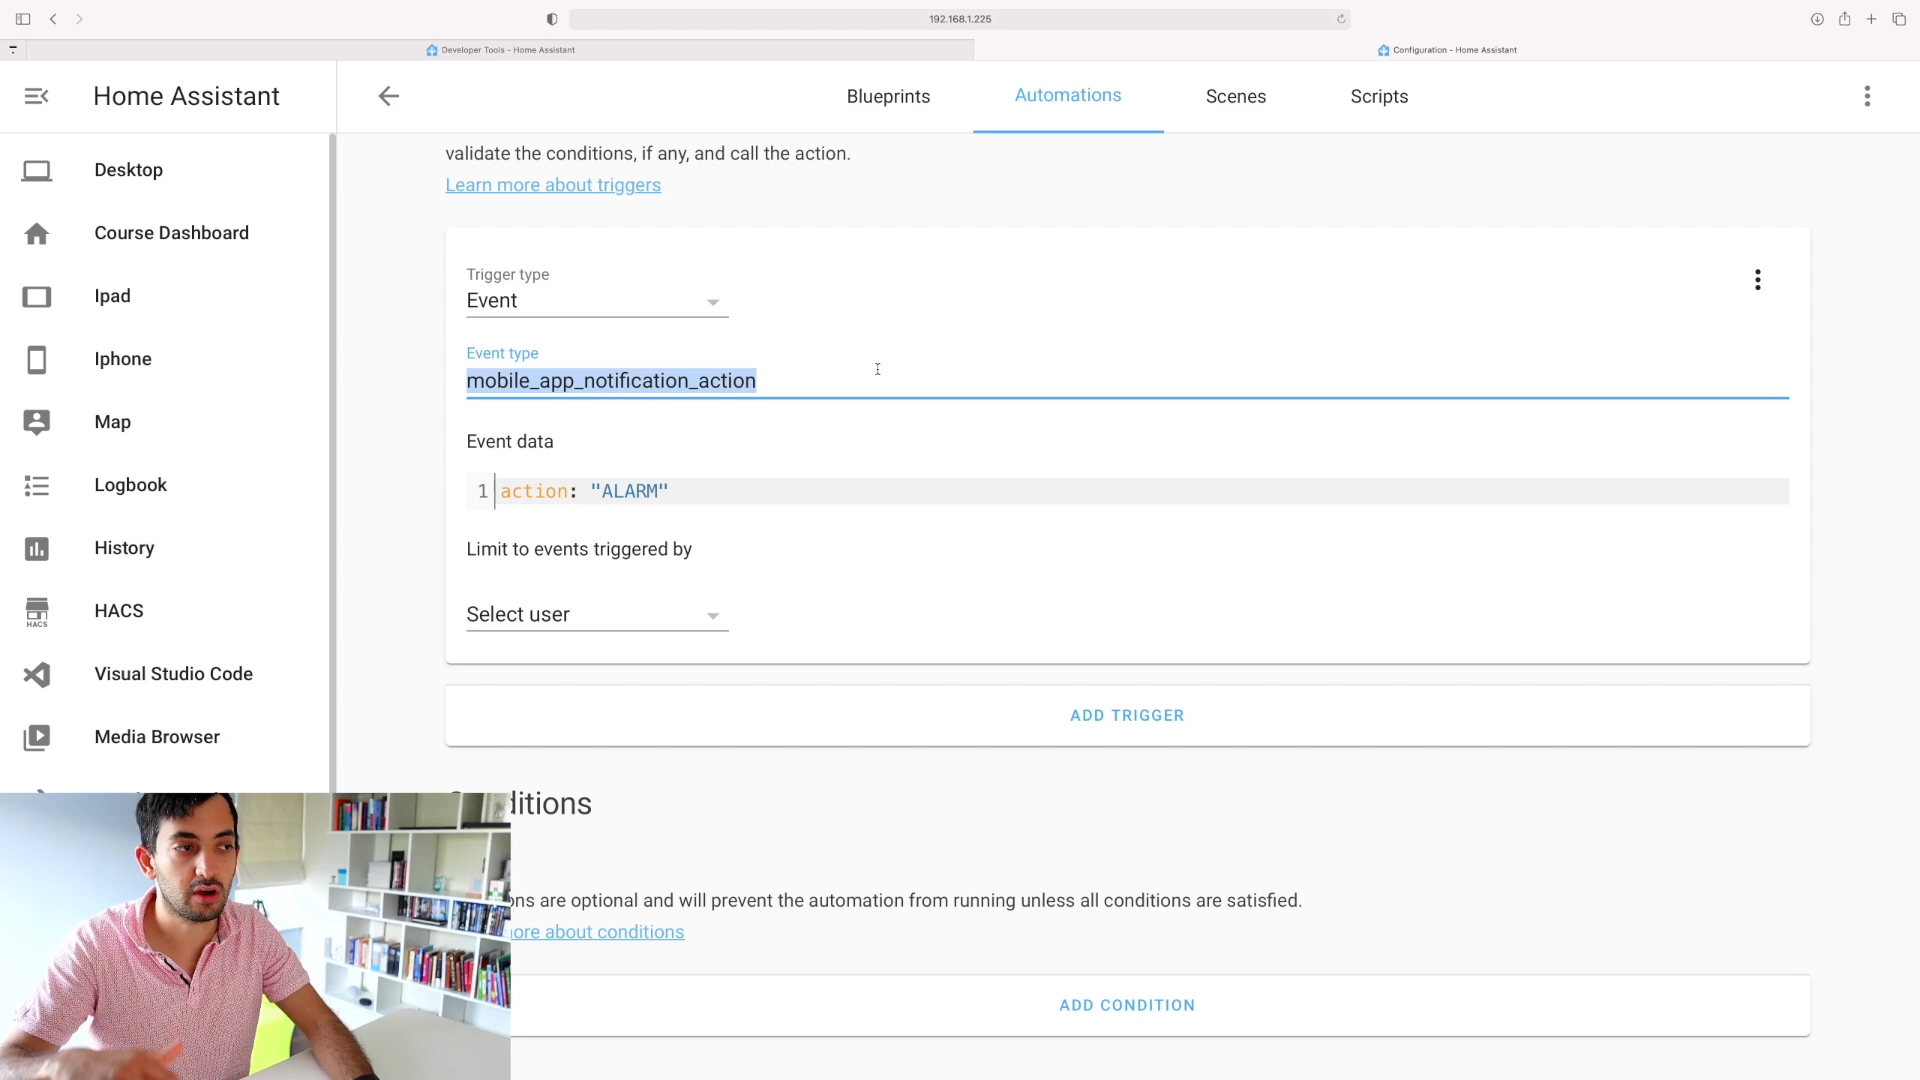 192.168.1.225
Developer Tools - Home Assistant
Configuration - Home Assistant
Home Assistant
Blueprints
Automations
Scenes
Scripts
validate the conditions, if any, and call the action.
Learn more about triggers
Desktop
Course Dashboard
Ipad
Iphone
Map
Logbook
History
HACS
HACS
Visual Studio Code
Media Browser
Trigger type
Event
Event type
mobile_app_notification_action
Event data
1 action: "ALARM"
Limit to events triggered by
Select user
ADD TRIGGER
ditions
ons are optional and will prevent the automation from running unless all conditions are satisfied.
ore about conditions
ADD CONDITION